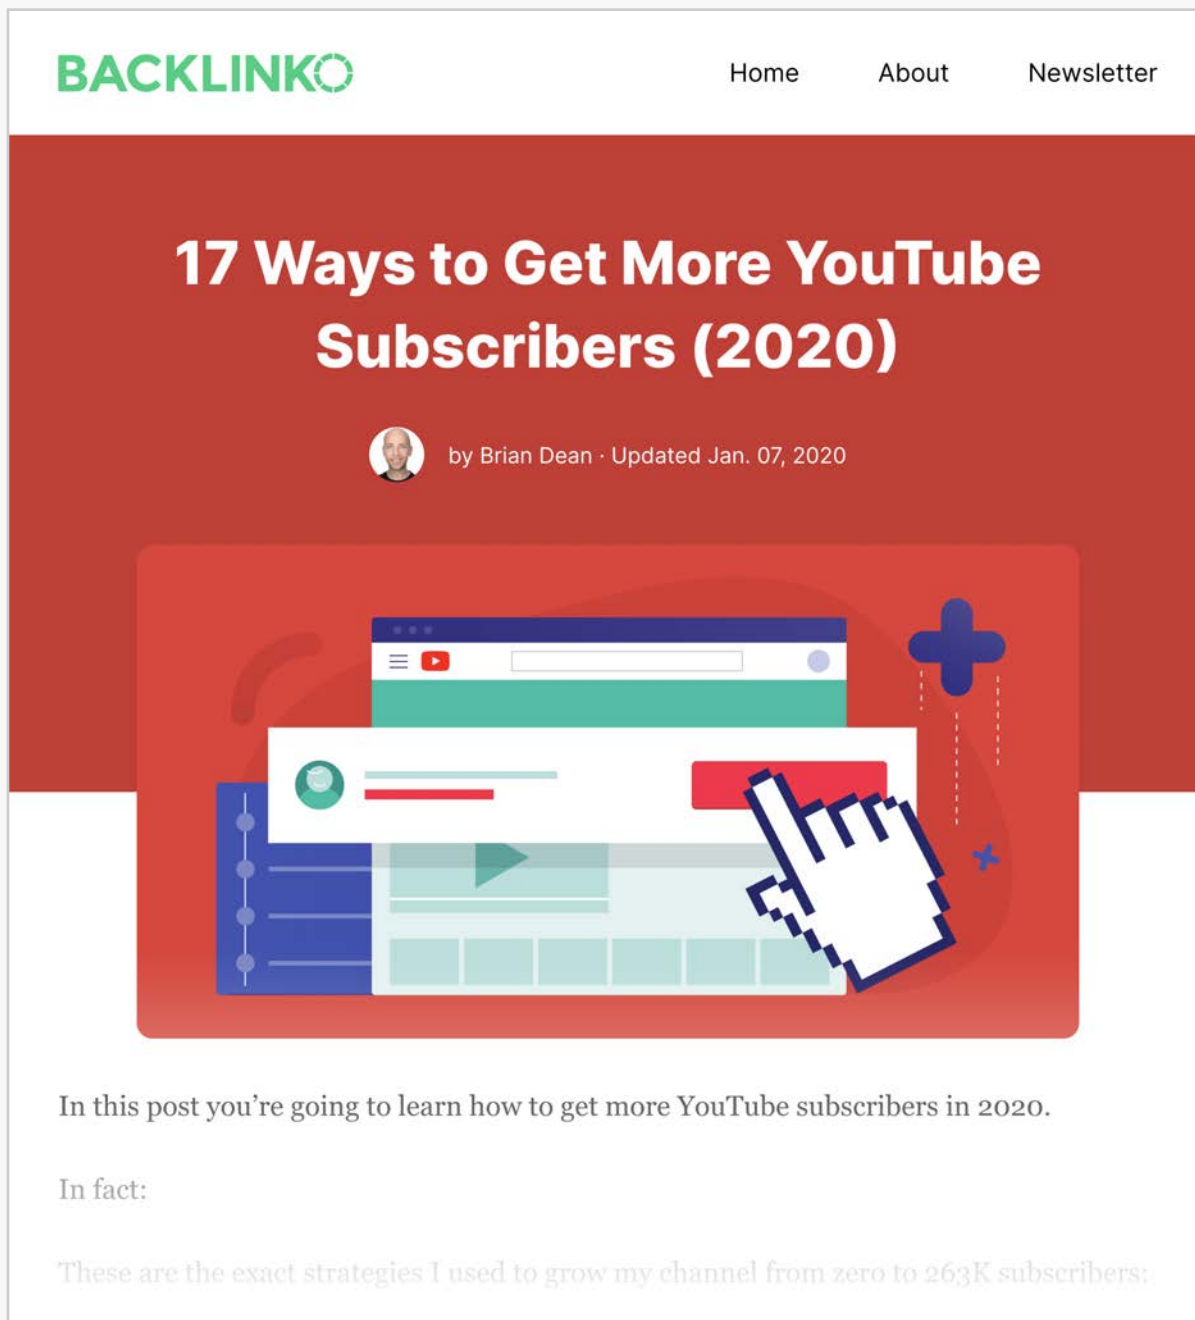 BACKLINKO
Home About Newsletter
17 Ways to Get More YouTube
Subscribers (2020)
by Brian Dean · Updated Jan. 07, 2020
In this post you’re going to learn how to get more YouTube subscribers in 2020.
In fact:
These are the exact strategies I used to grow my channel from zero to 263K subscribers: